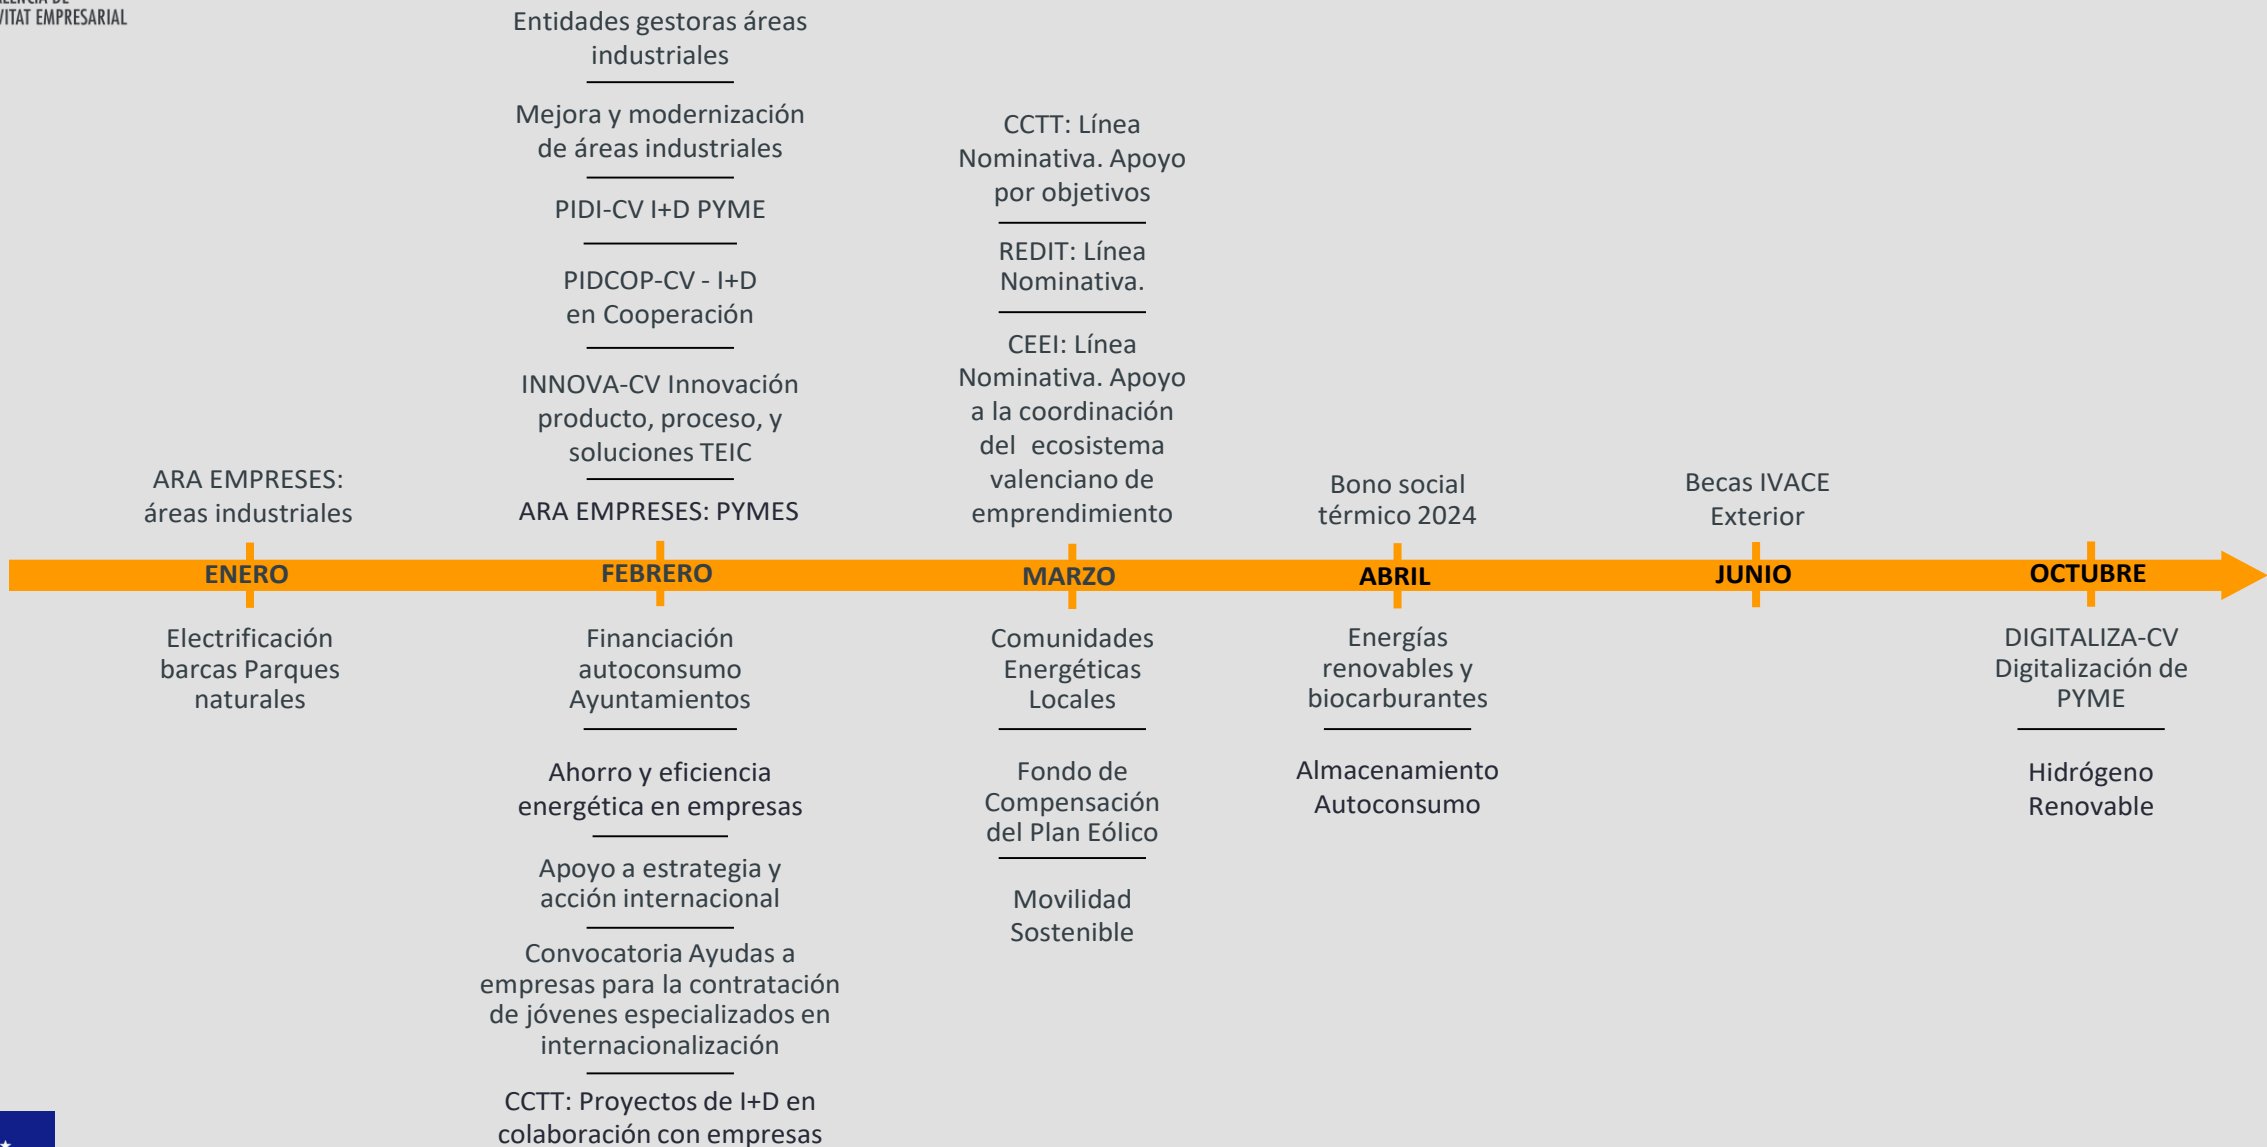 VITAT EMPRESARIAL
Entidades gestoras áreas
industriales
Mejora y modernización
de áreas industriales
PIDI-CV I+D PYME
PIDCOP-CV - I+D
en Cooperación
INNOVA-CV Innovación
producto, proceso, y
soluciones TEIC
ARA EMPRESES: PYMES
CCTT: Línea
Nominativa. Apoyo
por objetivos
REDIT: Línea
Nominativa.
CEEI: Línea
Nominativa. Apoyo
a la coordinación
del ecosistema
valenciano de
emprendimiento
ARA EMPRESES:
áreas industriales
Bono social
térmico 2024
Becas IVACE
Exterior
ENERO
FEBRERO
MARZO
ABRIL
JUNIO
OCTUBRE
Electrificación
barcas Parques
naturales
Financiación
autoconsumo
Ayuntamientos
Ahorro y eficiencia
energética en empresas
Apoyo a estrategia y
acción internacional
Convocatoria Ayudas a
empresas para la contratación
de jóvenes especializados en
internacionalización
CCTT: Proyectos de I+D en
colaboración con empresas
Comunidades
Energéticas
Locales
Fondo de
Compensación
del Plan Eólico
Movilidad
Sostenible
Energías
renovables y
biocarburantes
Almacenamiento
Autoconsumo
DIGITALIZA-CV
Digitalización de
PYME
Hidrógeno
Renovable